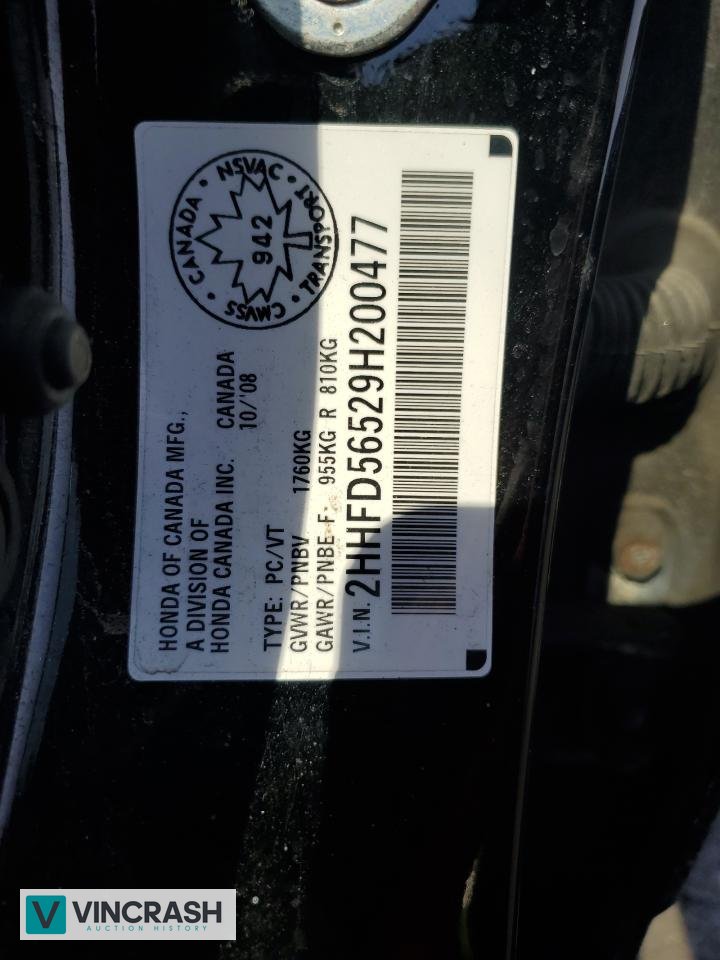 HONDA OF CANADA MFG.,
A DIVISION OF
HONDA CANADA INC. CANADA
10/'08
TYPE: PC/VT
GVWR/PNBV 1760KG
GAWR/PNBE F 955KG R 810KG
V.I.N. 2HHFD56529H200477
CANADA • NSVAC • TRANSPORT • CMVSS •
942
VINCRASH
AUCTION HISTORY